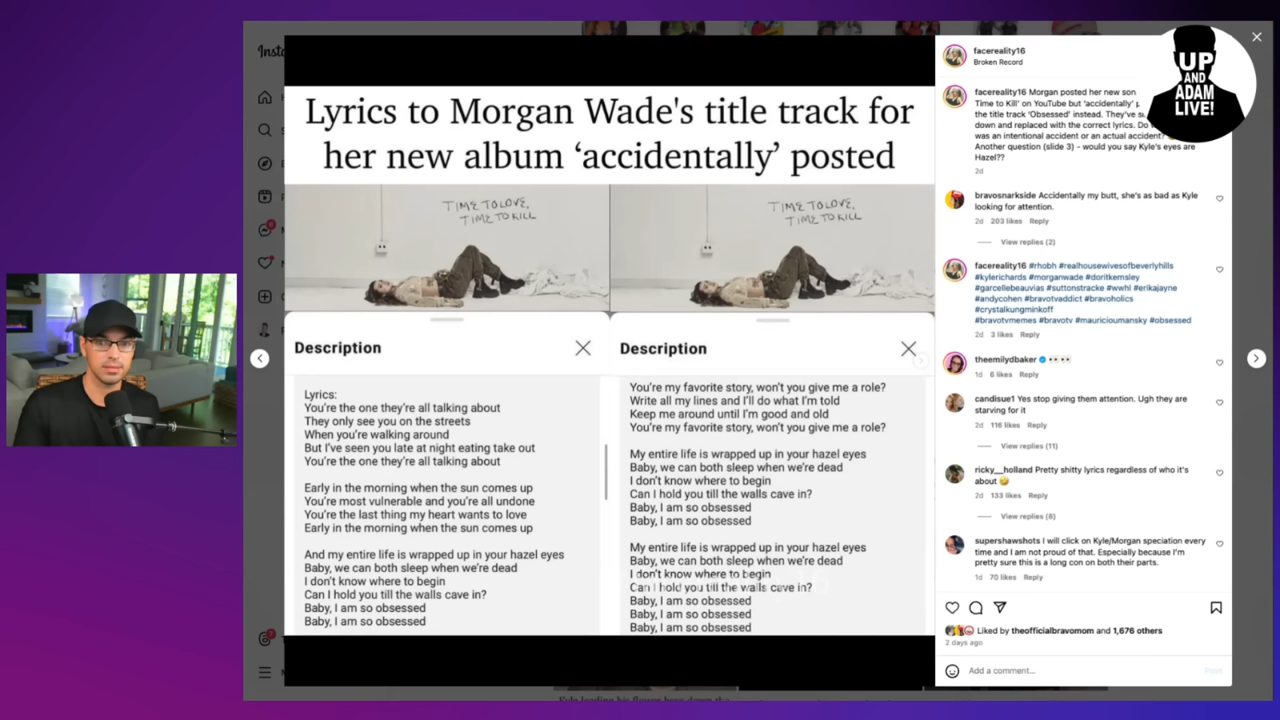 Lyrics to Morgan Wade's title track for
her new album ‘accidentally’ posted
TIME TO LOVE,
TIME TO KILL
TIME TO LOVE,
TIME TO KILL
Description
Lyrics:
You're the one they're all talking about
They only see you on the streets
When you're walking around
But I've seen you late at night eating take out
You're the one they're all talking about
Early in the morning when the sun comes up
You're most vulnerable and you're all undone
You're the last thing my heart wants to love
Early in the morning when the sun comes up
And my entire life is wrapped up in your hazel eyes
Baby, we can both sleep when we're dead
I don't know where to begin
Can I hold you till the walls cave in?
Baby, I am so obsessed
Baby, I am so obsessed
Description
You're my favorite story, won't you give me a role?
Write all my lines and I'll do what I'm told
Keep me around until I'm good and old
You're my favorite story, won't you give me a role?
My entire life is wrapped up in your hazel eyes
Baby, we can both sleep when we're dead
I don't know where to begin
Can I hold you till the walls cave in?
Baby, I am so obsessed
Baby, I am so obsessed
My entire life is wrapped up in your hazel eyes
Baby, we can both sleep when we're dead
I don't know where to begin
Can I hold you till the walls cave in?
Baby, I am so obsessed
Baby, I am so obsessed
Baby, I am so obsessed
facereality16
Broken Record
UP
AND
ADAM
LIVE!
facereality16 Morgan posted her new son
Time to Kill' on YouTube but 'accidentally'
the title track 'Obsessed' instead. They've
down and replaced with the correct lyrics. Do
was an intentional accident or an actual accident?
Another question (slide 3) - would you say Kyle's eyes are
Hazel??
2d
bravosnarkside Accidentally my butt, she's as bad as Kyle
looking for attention.
2d 203 likes Reply
View replies (2)
facereality16 #rhobh #realhousewivesofbeverlyhills
#kylerichards #morganwade #doritkemsley
#garcellebeauvias #suttonstracke #wwhl #erikajayne
#andycohen #bravotvaddict #bravoholics
#crystalkungminkoff
#bravotvmemes #bravotv #mauricioumansky #obsessed
2d 3 likes Reply
theemilydbaker 👀👀
1d 6 likes Reply
candisue1 Yes stop giving them attention. Ugh they are
starving for it
2d 116 likes Reply
View replies (11)
ricky__holland Pretty shitty lyrics regardless of who it's
about 🤣
2d 133 likes Reply
View replies (8)
supershawshots I will click on Kyle/Morgan speciation every
time and I am not proud of that. Especially because I'm
pretty sure this is a long con on both their parts.
1d 70 likes Reply
Liked by theofficialbravomom and 1,676 others
2 days ago
Add a comment...
Post